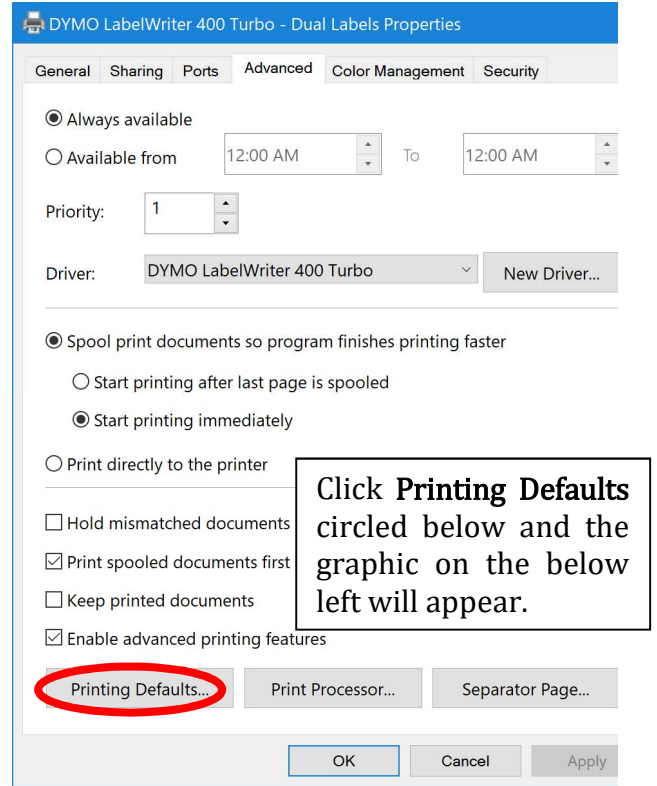 DYMO LabelWriter 400 Turbo - Dual Labels Properties
General Sharing Ports Advanced Color Management Security
Always available
Available from 12:00 AM To 12:00 AM
Priority: 1
Driver: DYMO LabelWriter 400 Turbo New Driver...
Spool print documents so program finishes printing faster
Start printing after last page is spooled
Start printing immediately
Print directly to the printer
Click Printing Defaults
circled below and the
graphic on the below
left will appear.
Hold mismatched documents
Print spooled documents first
Keep printed documents
Enable advanced printing features
Printing Defaults... Print Processor... Separator Page...
OK Cancel Apply